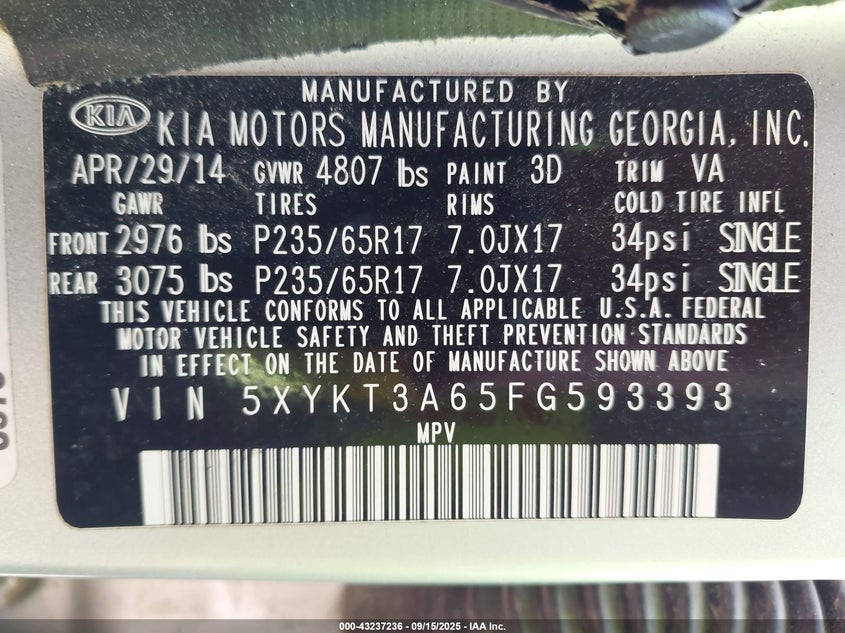 MANUFACTURED BY
KIA KIA MOTORS MANUFACTURING GEORGIA, INC.
APR/29/14 GVWR 4807 lbs PAINT 3D TRIM VA
GAWR TIRES RIMS COLD TIRE INFL
FRONT 2976 lbs P235/65R17 7.0JX17 34psi SINGLE
REAR 3075 lbs P235/65R17 7.0JX17 34psi SINGLE
THIS VEHICLE CONFORMS TO ALL APPLICABLE U.S.A. FEDERAL
MOTOR VEHICLE SAFETY AND THEFT PREVENTION STANDARDS
IN EFFECT ON THE DATE OF MANUFACTURE SHOWN ABOVE
VIN 5XYKT3A65FG593393
MPV
000-43237236 - 09/15/2025 - IAA Inc.